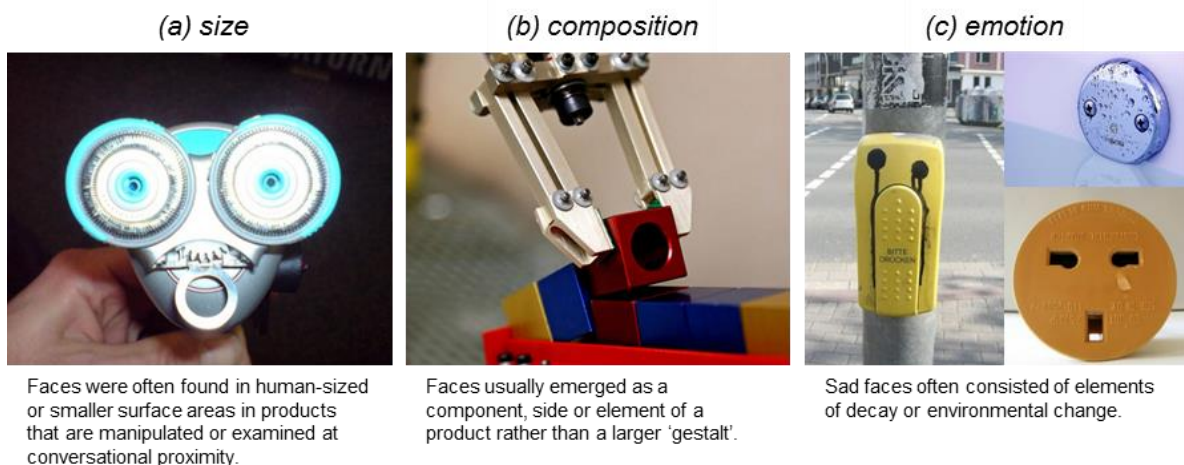 (a) size
(b) composition
(c) emotion
BITTE
DRÜCKEN
Faces were often found in human-sized
or smaller surface areas in products
that are manipulated or examined at
conversational proximity.
Faces usually emerged as a
component, side or element of a
product rather than a larger ‘gestalt’.
Sad faces often consisted of elements
of decay or environmental change.